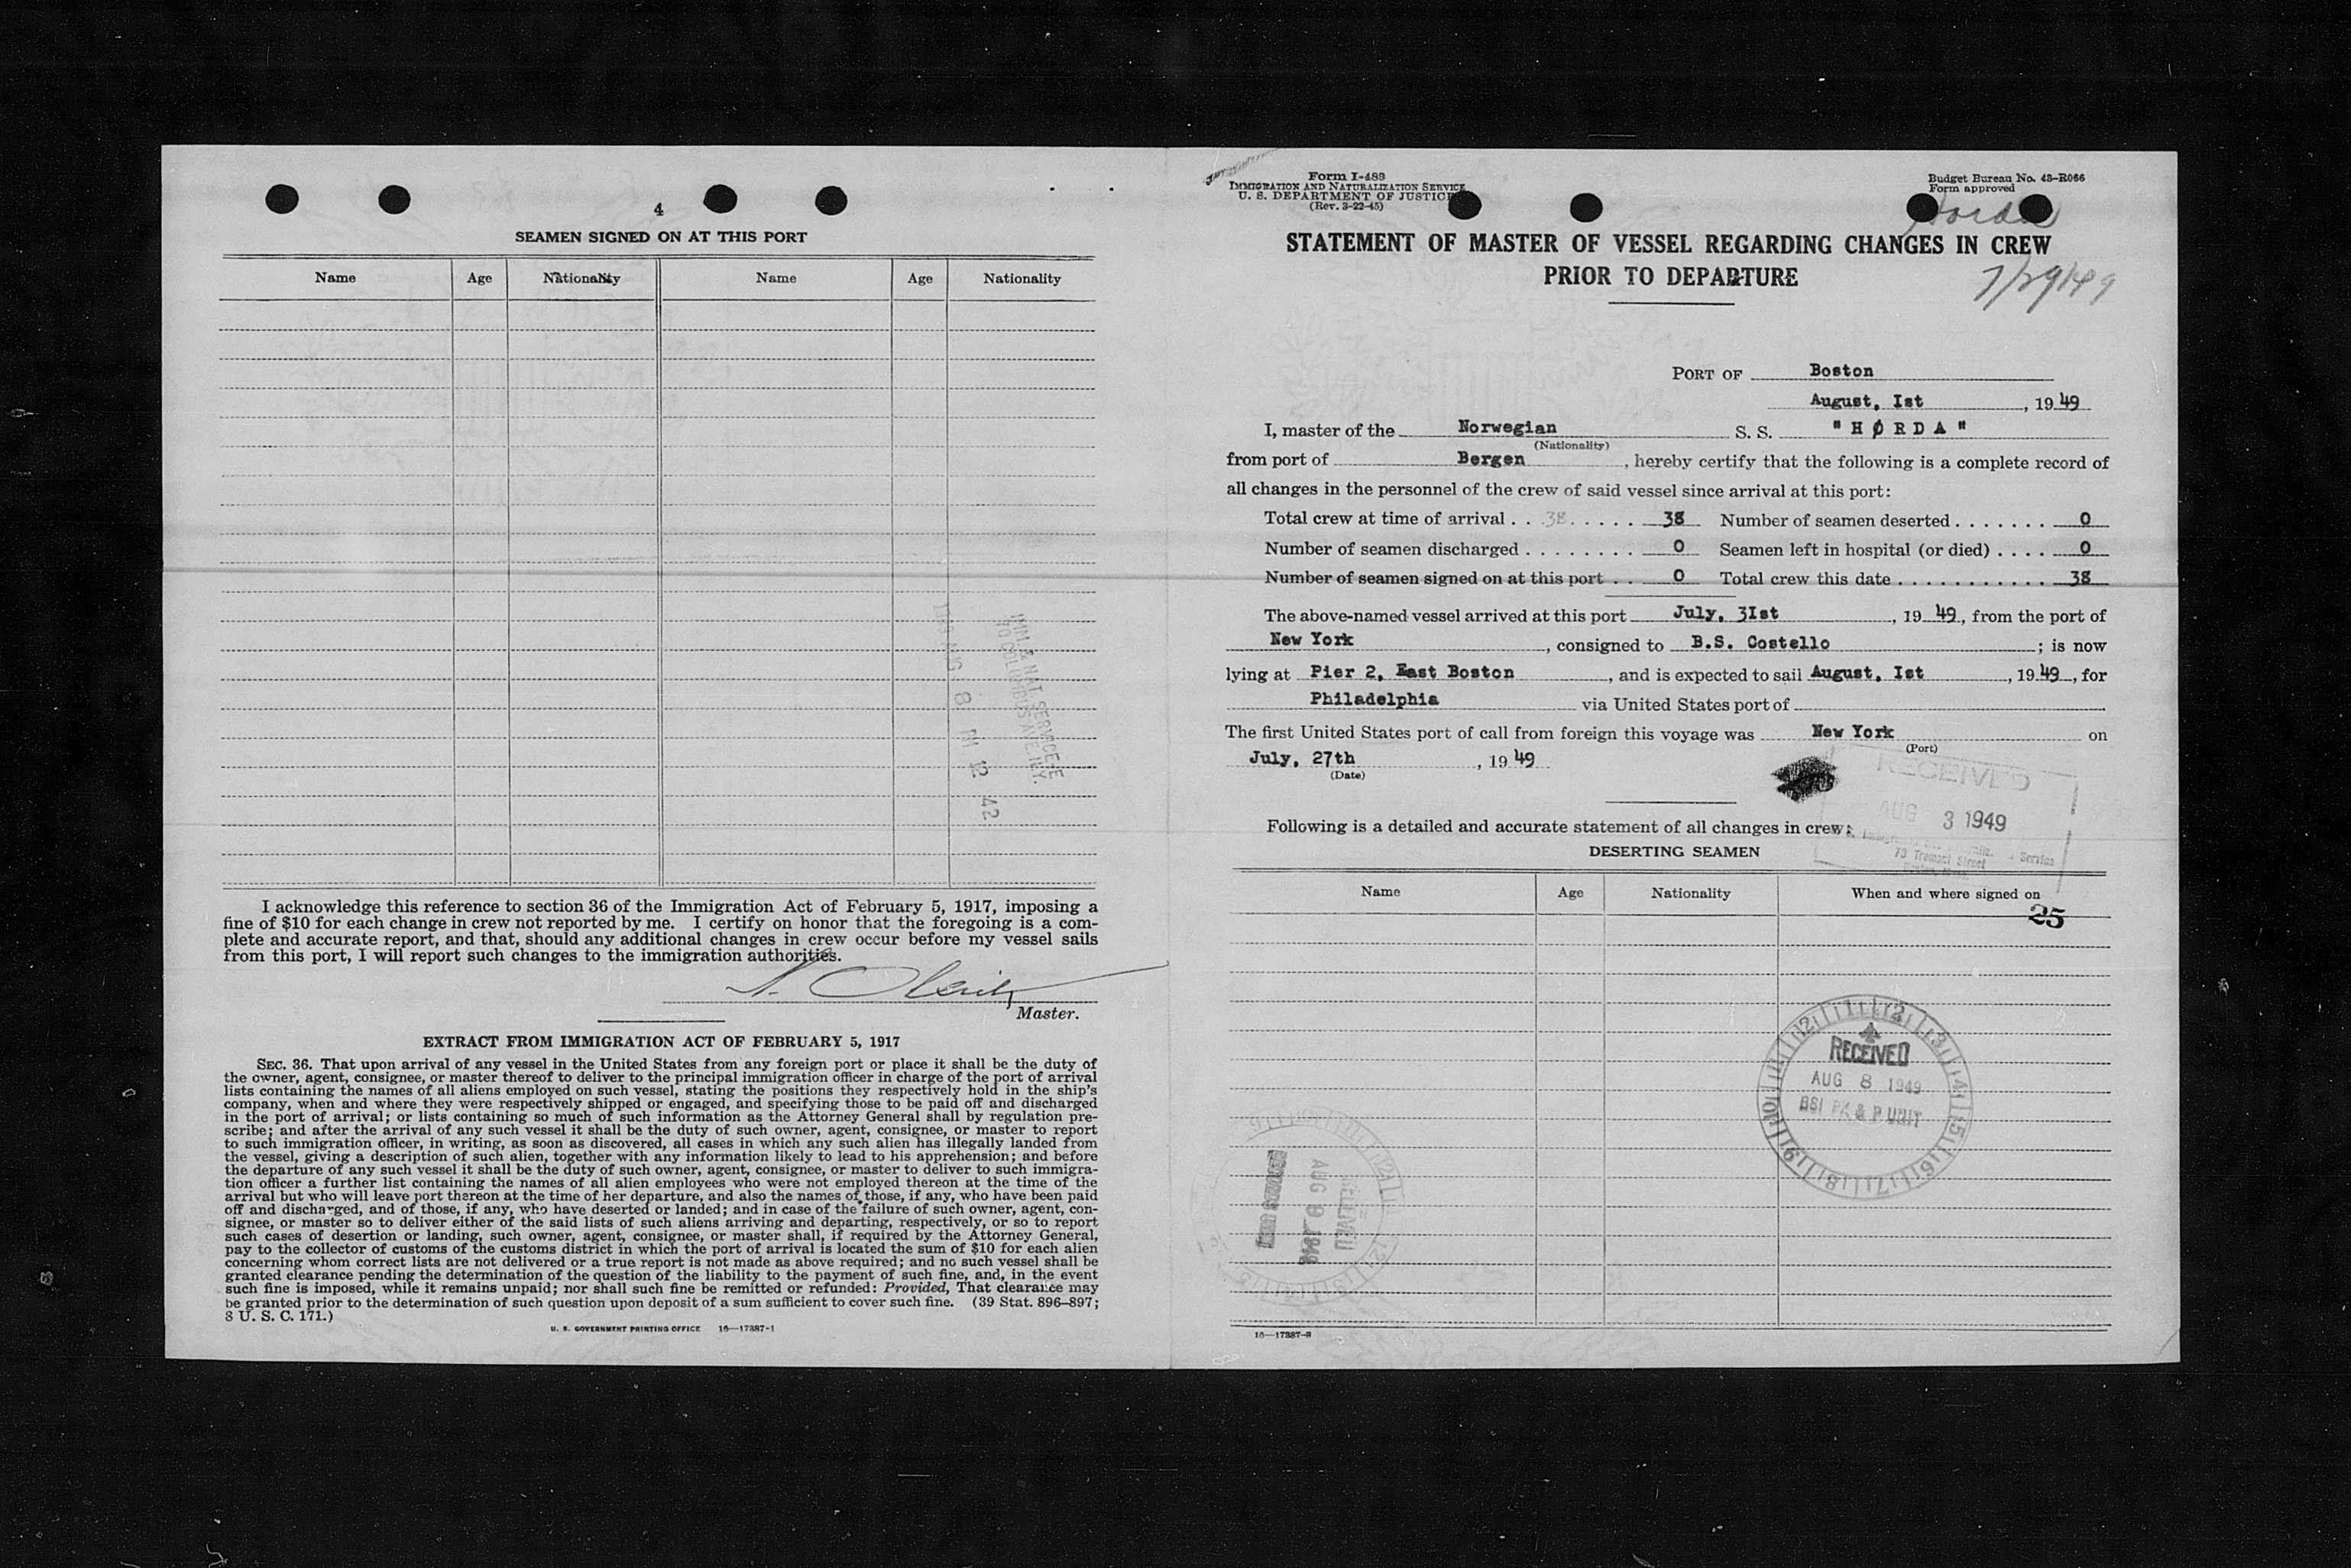 4
SEAMEN SIGNED ON AT THIS PORT
Name Age Nationality Name Age Nationality
IMM. & NAT. SERVICE
70 COLUMBUS AVE N.Y.
1949 AUG 8 PM 12 42
I acknowledge this reference to section 36 of the Immigration Act of February 5, 1917, imposing a
fine of $10 for each change in crew not reported by me. I certify on honor that the foregoing is a com-
plete and accurate report, and that, should any additional changes in crew occur before my vessel sails
from this port, I will report such changes to the immigration authorities.
Master.
EXTRACT FROM IMMIGRATION ACT OF FEBRUARY 5, 1917
SEC. 36. That upon arrival of any vessel in the United States from any foreign port or place it shall be the duty of
the owner, agent, consignee, or master thereof to deliver to the principal immigration officer in charge of the port of arrival
lists containing the names of all aliens employed on such vessel, stating the positions they respectively hold in the ship's
company, when and where they were respectively shipped or engaged, and specifying those to be paid off and discharged
in the port of arrival; or lists containing so much of such information as the Attorney General shall by regulation pre-
scribe; and after the arrival of any such vessel it shall be the duty of such owner, agent, consignee, or master to report
to such immigration officer, in writing, as soon as discovered, all cases in which any such alien has illegally landed from
the vessel, giving a description of such alien, together with any information likely to lead to his apprehension; and before
the departure of any such vessel it shall be the duty of such owner, agent, consignee, or master to deliver to such immigra-
tion officer a further list containing the names of all alien employees who were not employed thereon at the time of the
arrival but who will leave port thereon at the time of her departure, and also the names of those, if any, who have been paid
off and discharged, and of those, if any, who have deserted or landed; and in case of the failure of such owner, agent, con-
signee, or master so to deliver either of the said lists of such aliens arriving and departing, respectively, or so to report
such cases of desertion or landing, such owner, agent, consignee, or master shall, if required by the Attorney General,
pay to the collector of customs of the customs district in which the port of arrival is located the sum of $10 for each alien
concerning whom correct lists are not delivered or a true report is not made as above required; and no such vessel shall be
granted clearance pending the determination of the question of the liability to the payment of such fine, and, in the event
such fine is imposed, while it remains unpaid; nor shall such fine be remitted or refunded: Provided, That clearance may
be granted prior to the determination of such question upon deposit of a sum sufficient to cover such fine. (39 Stat. 896–897;
8 U. S. C. 171.)
U. S. GOVERNMENT PRINTING OFFICE 16—17387-1
Form I-489
IMMIGRATION AND NATURALIZATION SERVICE
U. S. DEPARTMENT OF JUSTICE
(Rev. 3-22-45)
Budget Bureau No. 43-R066
Form approved
STATEMENT OF MASTER OF VESSEL REGARDING CHANGES IN CREW
PRIOR TO DEPARTURE
7/29/49
PORT OF Boston
August, Ist, 1949
I, master of the Norwegian S. S. "HØRDA"
(Nationality)
from port of Bergen, hereby certify that the following is a complete record of
all changes in the personnel of the crew of said vessel since arrival at this port:
Total crew at time of arrival . . 38 . . . . . 38 Number of seamen deserted . . . . . . . 0
Number of seamen discharged . . . . . . . . 0 Seamen left in hospital (or died) . . . . 0
Number of seamen signed on at this port . . 0 Total crew this date . . . . . . . . . . . 38
The above-named vessel arrived at this port July, 3Ist, 1949, from the port of
New York, consigned to B.S. Costello; is now
lying at Pier 2, East Boston, and is expected to sail August, Ist, 1949, for
Philadelphia via United States port of
The first United States port of call from foreign this voyage was New York on
(Port)
July, 27th, 1949
(Date)
RECEIVED
AUG 3 1949
73 Tremont Street
Following is a detailed and accurate statement of all changes in crew:
DESERTING SEAMEN
Name Age Nationality When and where signed on
25
RECEIVED
AUG 8 1949
BSI PX & P UNIT
RECEIVED
AUG 8 1949
16—17387-3